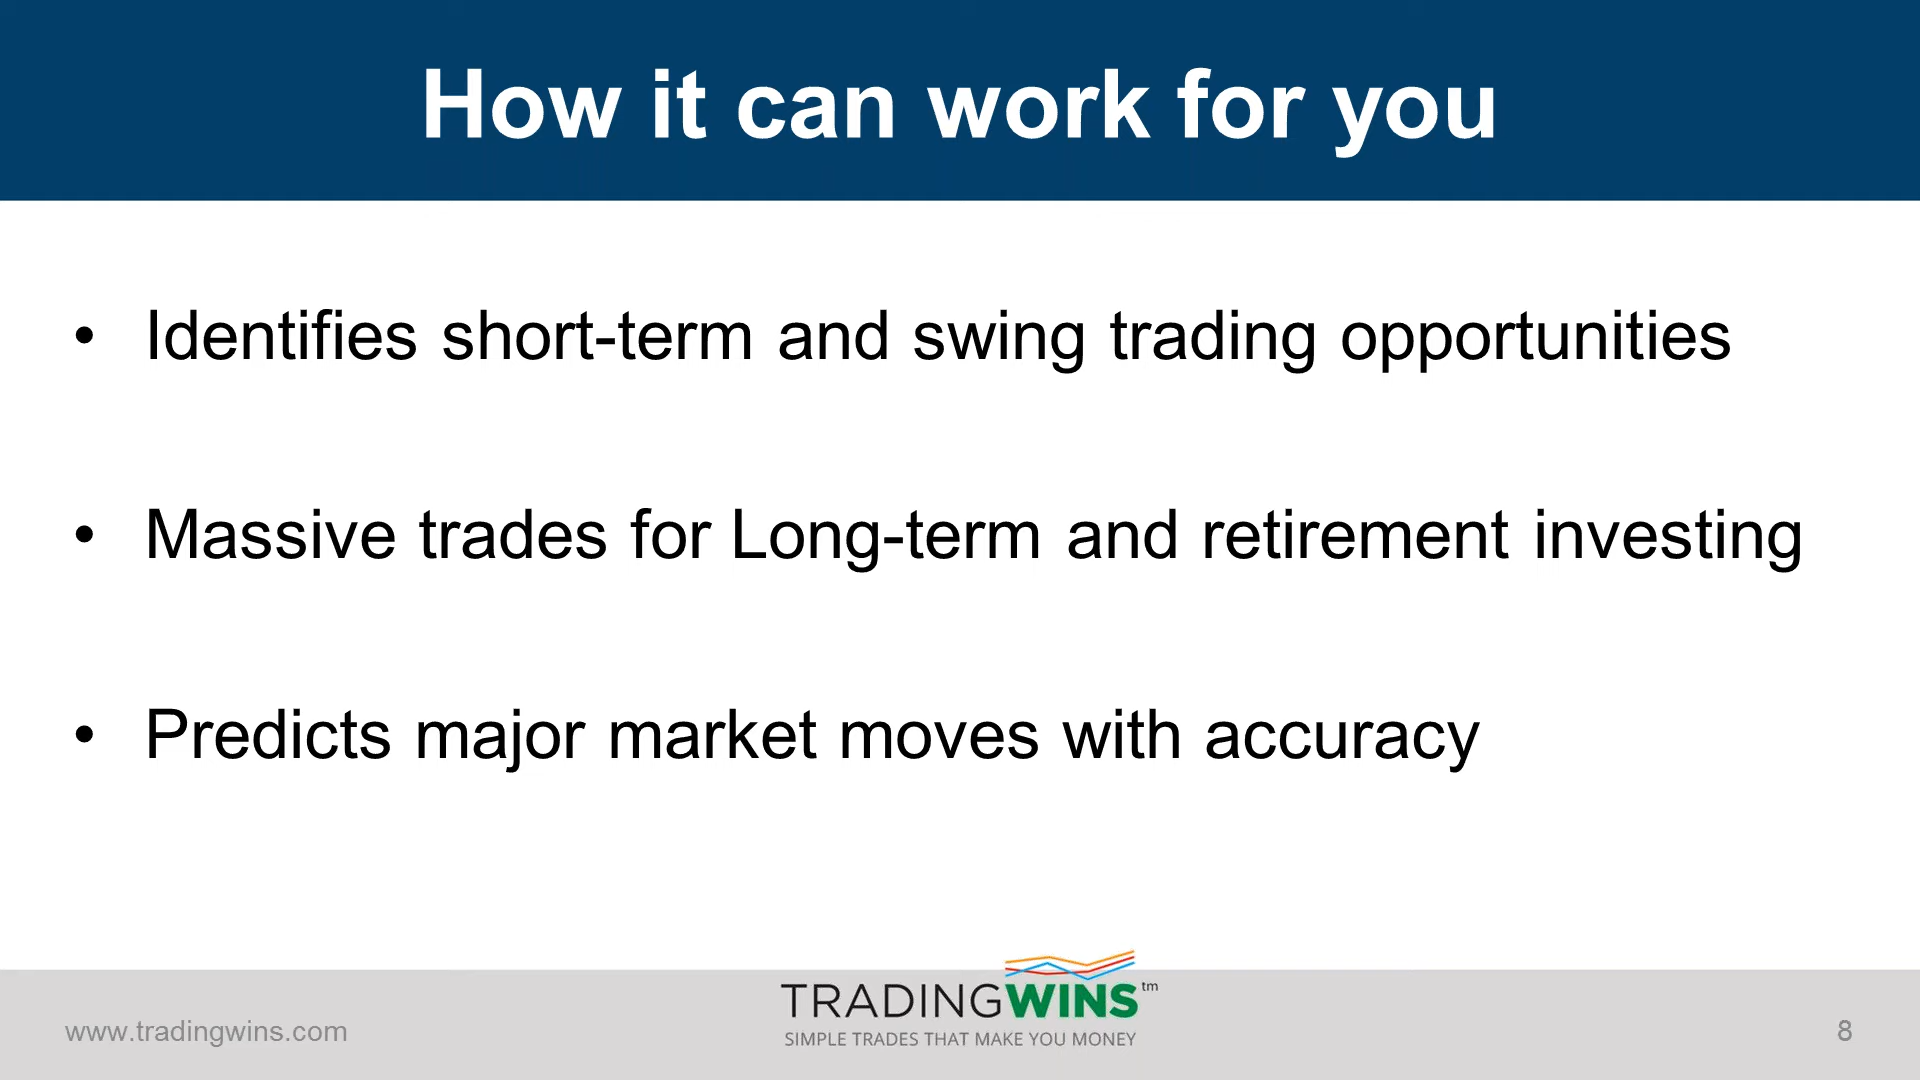 How it can work for you
• Identifies short-term and swing trading opportunities
• Massive trades for Long-term and retirement investing
• Predicts major market moves with accuracy
www.tradingwins.com
TRADINGWINS tm
SIMPLE TRADES THAT MAKE YOU MONEY
8